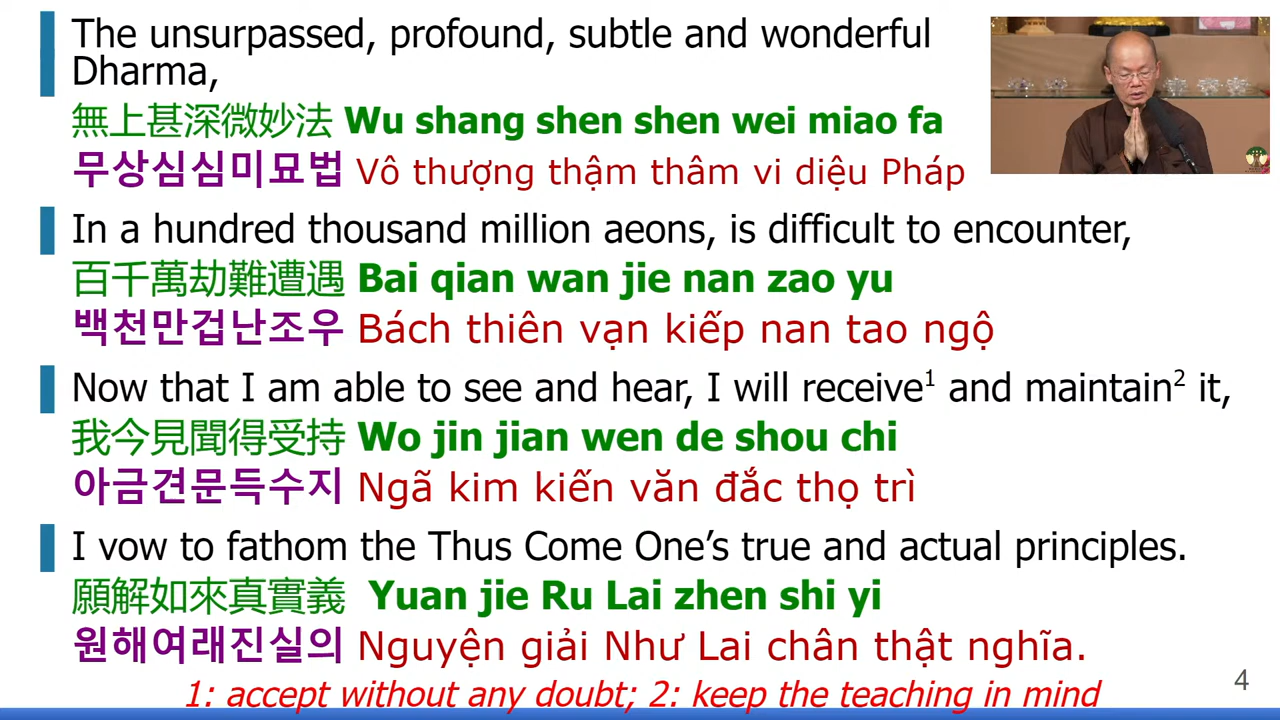 The unsurpassed, profound, subtle and wonderful
Dharma,
無上甚深微妙法 Wu shang shen shen wei miao fa
무상심심미묘법 Vô thượng thậm thâm vi diệu Pháp
In a hundred thousand million aeons, is difficult to encounter,
百千萬劫難遭遇 Bai qian wan jie nan zao yu
백천만겁난조우 Bách thiên vạn kiếp nan tao ngộ
Now that I am able to see and hear, I will receive¹ and maintain² it,
我今見聞得受持 Wo jin jian wen de shou chi
아금견문득수지 Ngã kim kiến văn đắc thọ trì
I vow to fathom the Thus Come One’s true and actual principles.
願解如來真實義 Yuan jie Ru Lai zhen shi yi
원해여래진실의 Nguyện giải Như Lai chân thật nghĩa.
1: accept without any doubt; 2: keep the teaching in mind
4